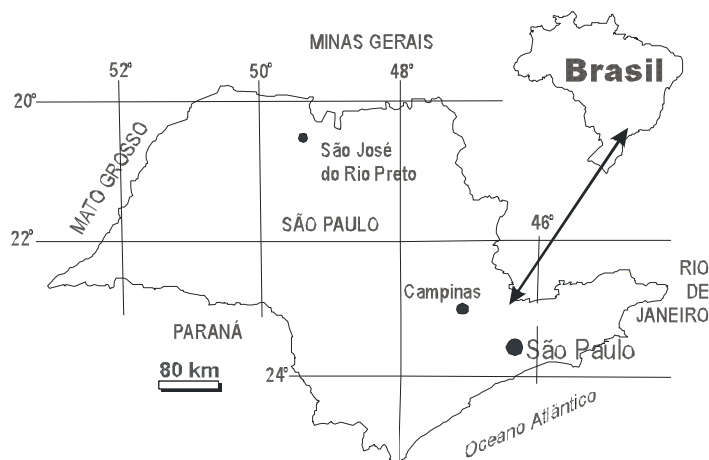 MINAS GERAIS
Brasil
52°
50°
48°
20°
São José
do Rio Preto
MATO GROSSO
SÃO PAULO
46°
22°
RIO
DE
JANEIRO
Campinas
PARANÁ
São Paulo
80 km
24°
Oceano Atlântico